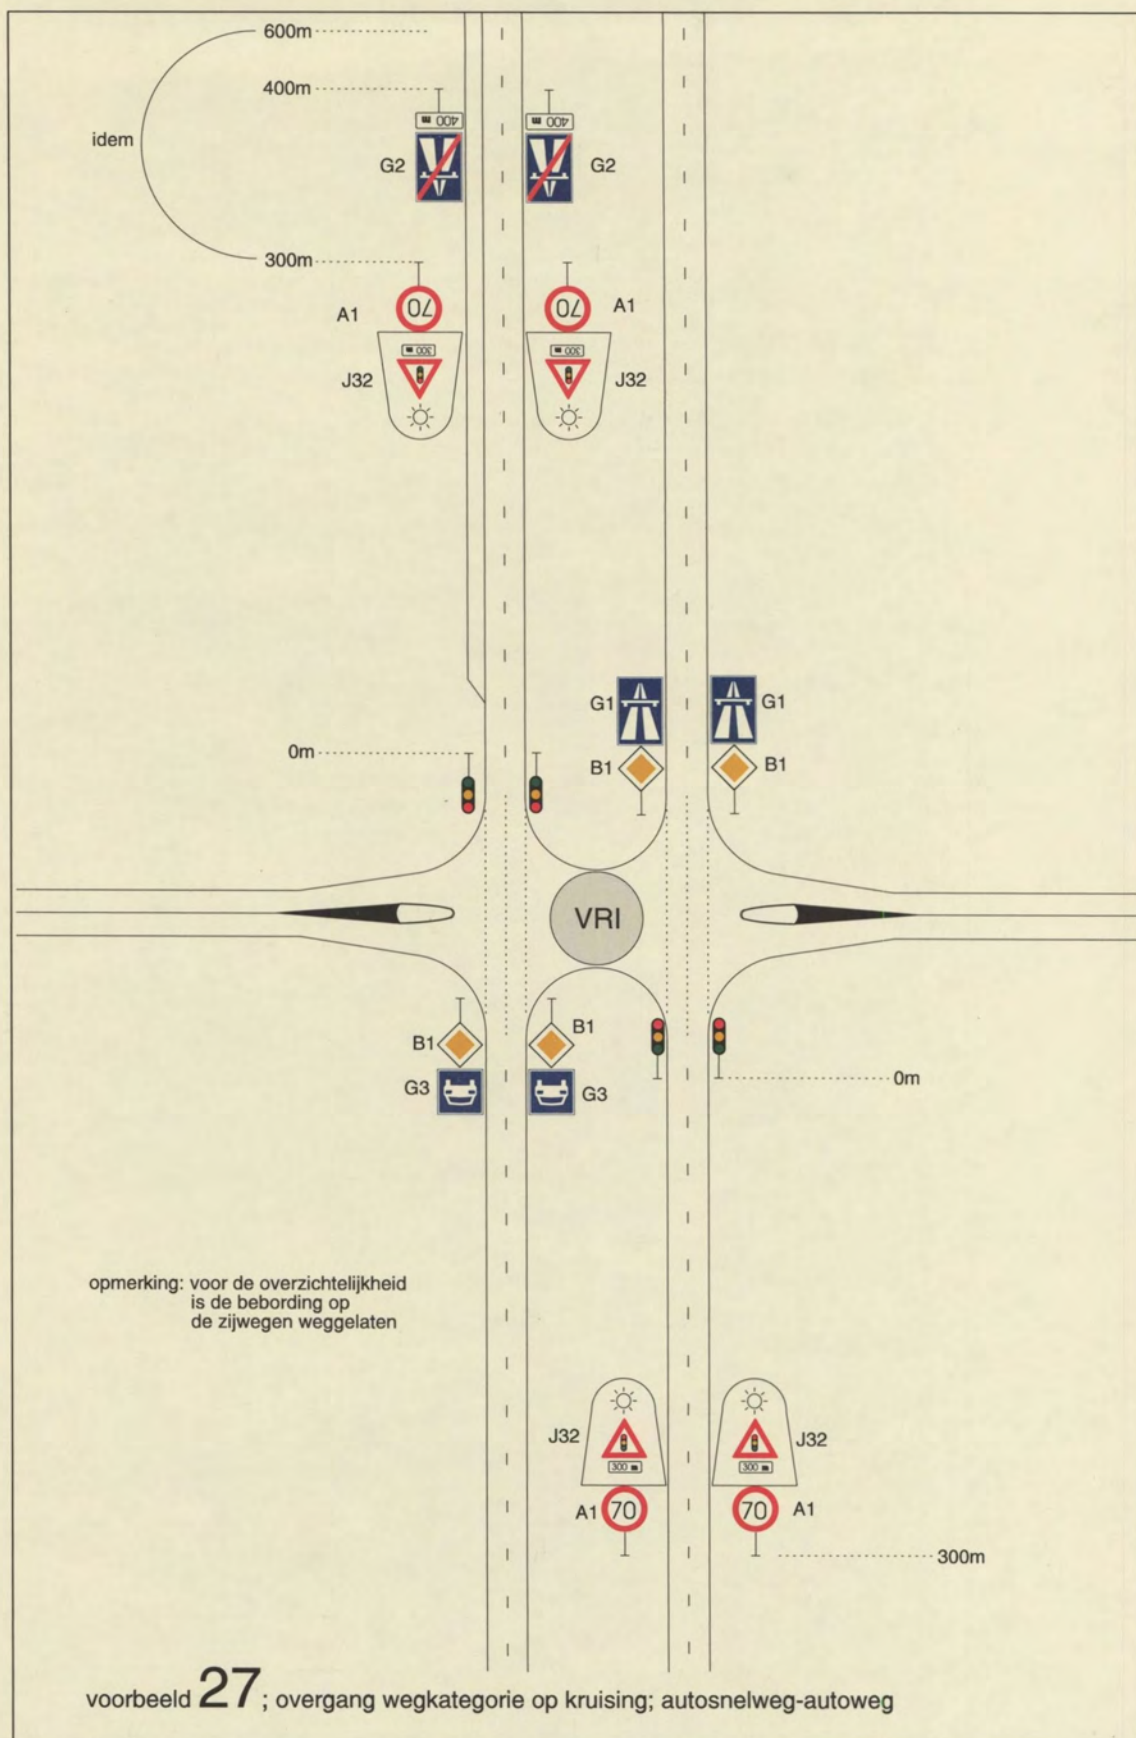 600m
400m
idem
400 m
400 m
G2
G2
300m
70
70
A1
A1
300 m
300 m
J32
J32
G1
G1
0m
B1
B1
VRI
B1
B1
G3
G3
0m
opmerking: voor de overzichtelijkheid
is de bebording op
de zijwegen weggelaten
J32
J32
300 m
300 m
A1
70
70
A1
300m
voorbeeld 27; overgang wegkategorie op kruising; autosnelweg-autoweg